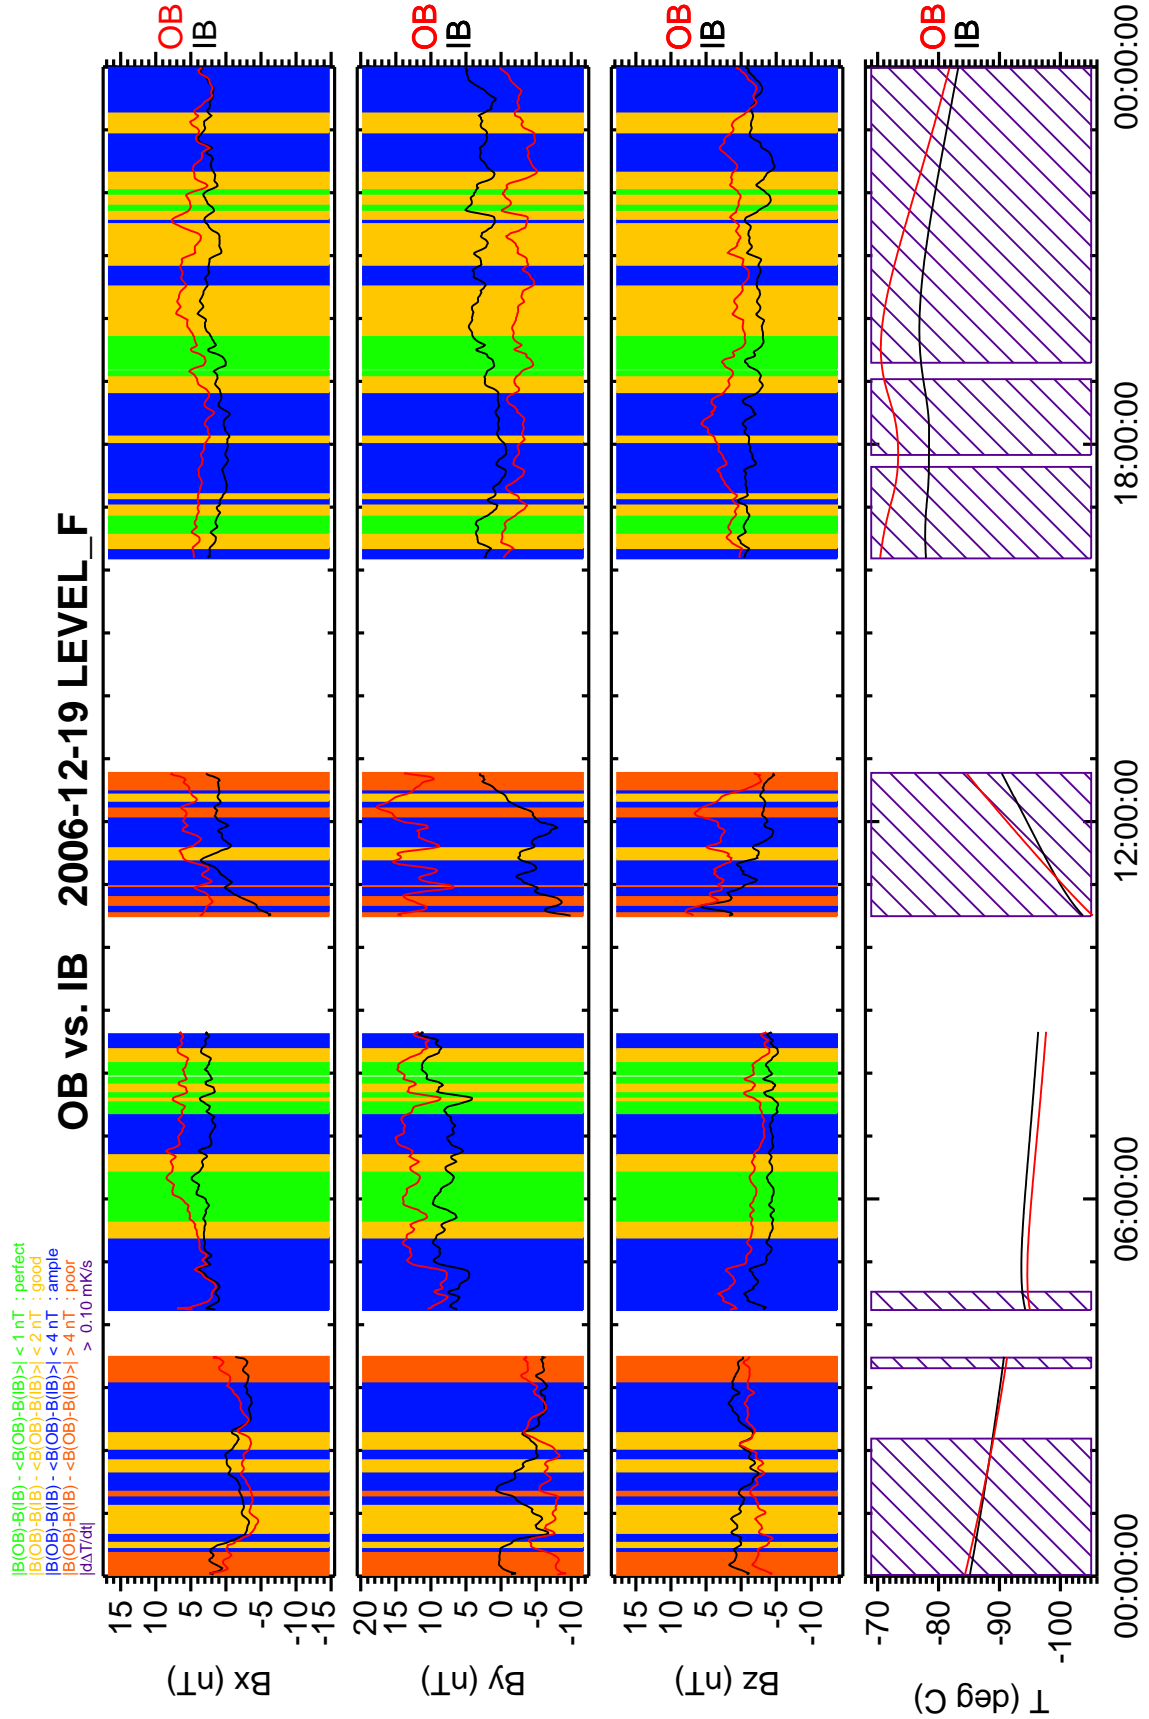 |B(OB)-B(IB) - <B(OB)-B(IB)>| < 1 nT : perfect
|B(OB)-B(IB) - <B(OB)-B(IB)>| < 2 nT : good
|B(OB)-B(IB) - <B(OB)-B(IB)>| < 4 nT : ample
|B(OB)-B(IB) - <B(OB)-B(IB)>| > 4 nT : poor
|dΔT/dt| > 0.10 mK/s
OB vs. IB 2006-12-19 LEVEL_F
Bx (nT)
15
10
5
0
-5
-10
-15
OB
IB
By (nT)
20
15
10
5
0
-5
-10
OB
IB
Bz (nT)
10
5
0
-5
-10
OB
IB
T (deg C)
-70
-80
-90
-100
OB
IB
00:00:00
06:00:00
12:00:00
18:00:00
00:00:00